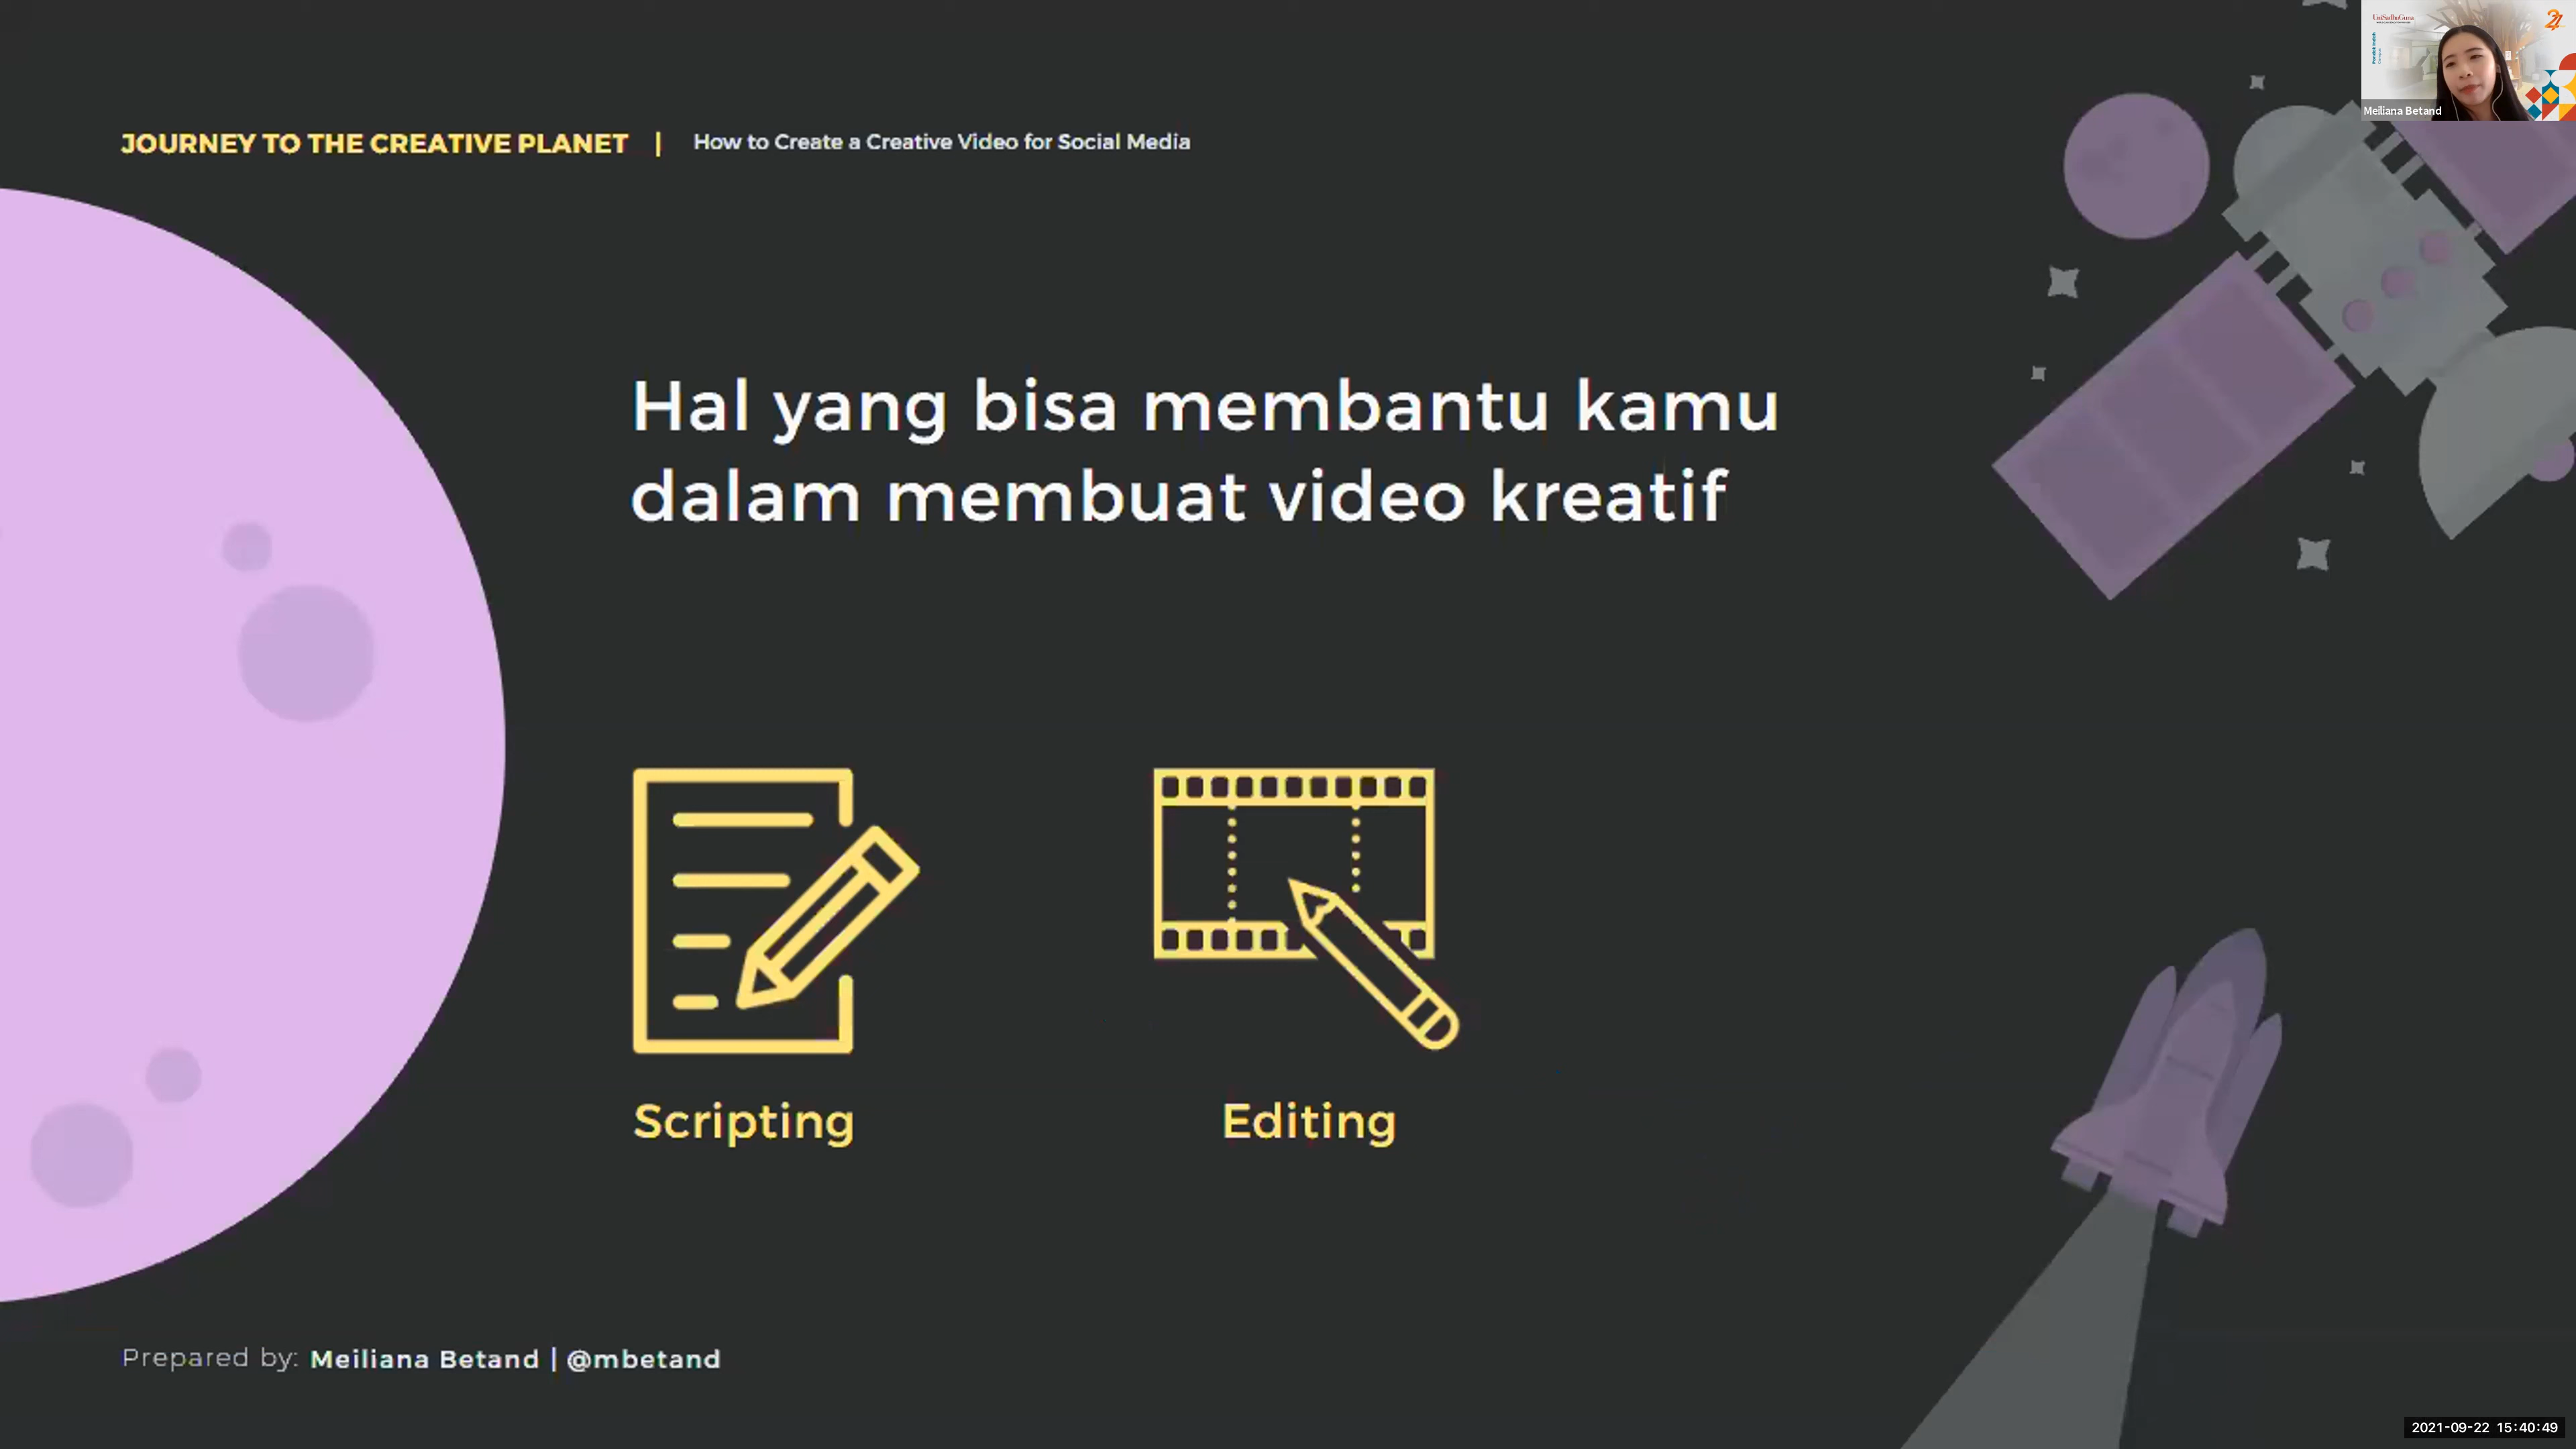 JOURNEY TO THE CREATIVE PLANET | How to Create a Creative Video for Social Media
UniSadhuGuna
Meiliana Betand
Hal yang bisa membantu kamu
dalam membuat video kreatif
Scripting
Editing
Prepared by: Meiliana Betand | @mbetand
2021-09-22 15:40:49